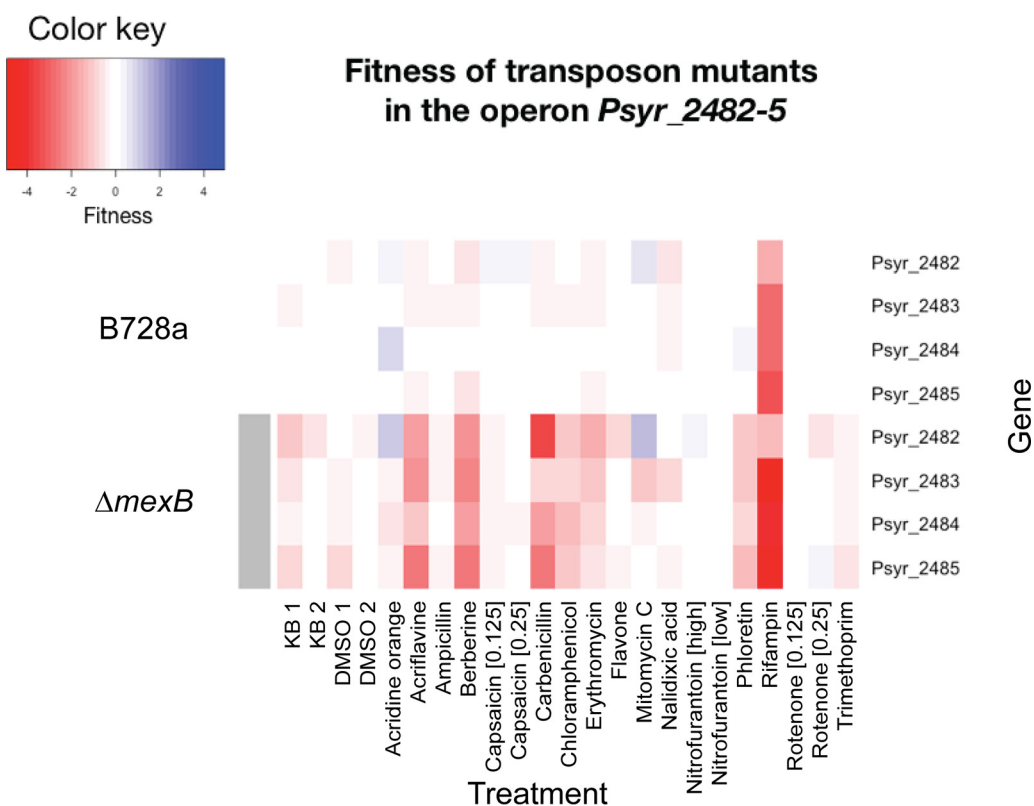 Color key
-4 -2 0 2 4
Fitness
Fitness of transposon mutants
in the operon Psyr_2482-5
B728a
ΔmexB
Psyr_2482
Psyr_2483
Psyr_2484
Psyr_2485
Psyr_2482
Psyr_2483
Psyr_2484
Psyr_2485
Gene
KB 1
KB 2
DMSO 1
DMSO 2
Acridine orange
Acriflavine
Ampicillin
Berberine
Capsaicin [0.125]
Capsaicin [0.25]
Carbenicillin
Chloramphenicol
Erythromycin
Flavone
Mitomycin C
Nalidixic acid
Nitrofurantoin [high]
Nitrofurantoin [low]
Phloretin
Rifampin
Rotenone [0.125]
Rotenone [0.25]
Trimethoprim
Treatment